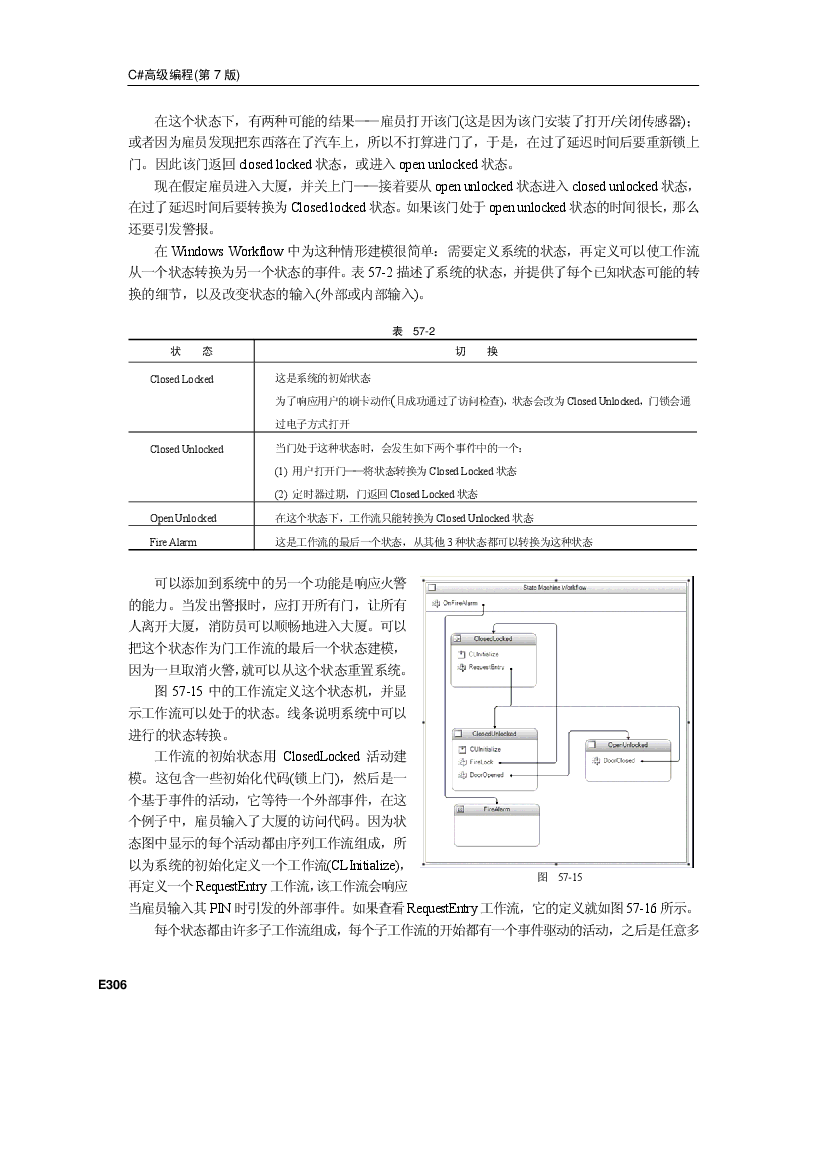 C#高级编程(第 7 版)
在这个状态下，有两种可能的结果——雇员打开该门(这是因为该门安装了打开/关闭传感器)；
或者因为雇员发现把东西落在了汽车上，所以不打算进门了，于是，在过了延迟时间后要重新锁上
门。因此该门返回 closed locked 状态，或进入 open unlocked 状态。
现在假定雇员进入大厦，并关上门——接着要从 open unlocked 状态进入 closed unlocked 状态，
在过了延迟时间后要转换为 Closed locked 状态。如果该门处于 open unlocked 状态的时间很长，那么
还要引发警报。
在 Windows Workflow 中为这种情形建模很简单：需要定义系统的状态，再定义可以使工作流
从一个状态转换为另一个状态的事件。表 57-2 描述了系统的状态，并提供了每个已知状态可能的转
换的细节，以及改变状态的输入(外部或内部输入)。
表 57-2
状 态 切 换
Closed Locked 这是系统的初始状态
为了响应用户的刷卡动作(且成功通过了访问检查)，状态会改为 Closed Unlocked，门锁会通
过电子方式打开
Closed Unlocked 当门处于这种状态时，会发生如下两个事件中的一个：
(1) 用户打开门——将状态转换为 Closed Locked 状态
(2) 定时器过期，门返回 Closed Locked 状态
Open Unlocked 在这个状态下，工作流只能转换为 Closed Unlocked 状态
Fire Alarm 这是工作流的最后一个状态，从其他 3 种状态都可以转换为这种状态
可以添加到系统中的另一个功能是响应火警
的能力。当发出警报时，应打开所有门，让所有
人离开大厦，消防员可以顺畅地进入大厦。可以
把这个状态作为门工作流的最后一个状态建模，
因为一旦取消火警，就可以从这个状态重置系统。
图 57-15 中的工作流定义这个状态机，并显
示工作流可以处于的状态。线条说明系统中可以
进行的状态转换。
工作流的初始状态用 ClosedLocked 活动建
模。这包含一些初始化代码(锁上门)，然后是一
个基于事件的活动，它等待一个外部事件，在这
个例子中，雇员输入了大厦的访问代码。因为状
态图中显示的每个活动都由序列工作流组成，所
以为系统的初始化定义一个工作流(CLInitialize)，
再定义一个 RequestEntry 工作流，该工作流会响应
State Machine Workflow
OnFireAlarm
ClosedLocked
CLInitialize
RequestEntry
ClosedUnlocked
CUInitialize
FireLock
DoorOpened
OpenUnlocked
DoorClosed
FireAlarm
图 57-15
当雇员输入其 PIN 时引发的外部事件。如果查看 RequestEntry 工作流，它的定义就如图 57-16 所示。
每个状态都由许多子工作流组成，每个子工作流的开始都有一个事件驱动的活动，之后是任意多
E306